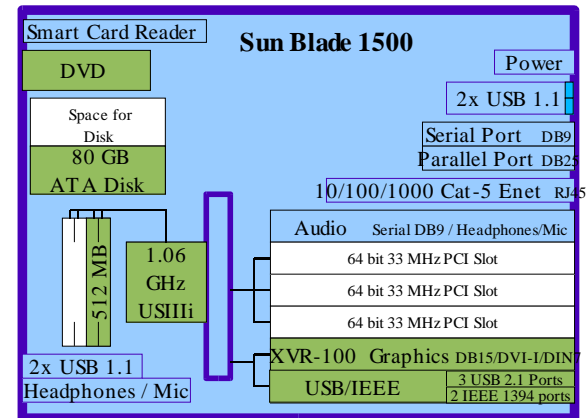 Smart Card Reader
Sun Blade 1500
DVD
Power
2x USB 1.1
Space for
Disk
80 GB
ATA Disk
Serial Port DB9
Parallel Port DB25
10/100/1000 Cat-5 Enet RJ45
Audio Serial DB9 / Headphones/Mic
512 MB
1.06
GHz
USIIIi
64 bit 33 MHz PCI Slot
64 bit 33 MHz PCI Slot
64 bit 33 MHz PCI Slot
XVR-100 Graphics DB15/DVI-I/DIN7
2x USB 1.1
Headphones / Mic
USB/IEEE
3 USB 2.1 Ports
2 IEEE 1394 ports